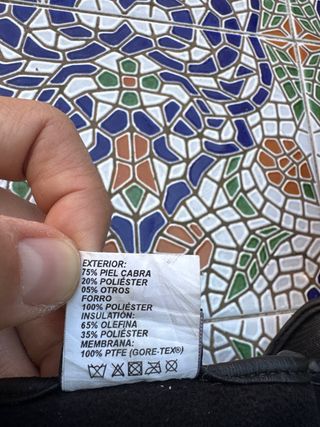 EXTERIOR:
75% PIEL CABRA
20% POLIÉSTER
05% OTROS
FORRO
100% POLIÉSTER
INSULATIÓN:
65% OLEFINA
35% POLIÉSTER
MEMBRANA:
100% PTFE (GORE-TEX®)